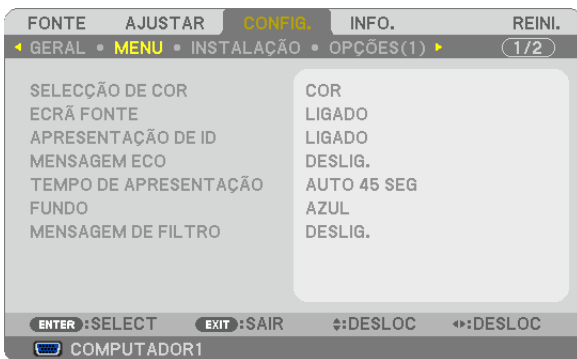 FONTE AJUSTAR CONFIG. INFO. REINI.
GERAL • MENU • INSTALAÇÃO • OPÇÕES(1) 1/2
SELECÇÃO DE COR COR
ECRÃ FONTE LIGADO
APRESENTAÇÃO DE ID LIGADO
MENSAGEM ECO DESLIG.
TEMPO DE APRESENTAÇÃO AUTO 45 SEG
FUNDO AZUL
MENSAGEM DE FILTRO DESLIG.
ENTER :SELECT EXIT :SAIR :DESLOC :DESLOC
COMPUTADOR1